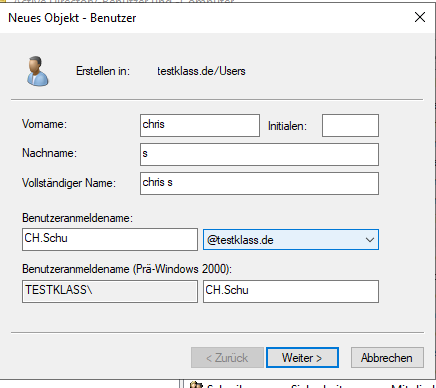 Neues Objekt - Benutzer
Erstellen in: testklass.de/Users
Vorname: chris Initialen:
Nachname: s
Vollständiger Name: chris s
Benutzeranmeldename:
CH.Schu @testklass.de
Benutzeranmeldename (Prä-Windows 2000):
TESTKLASS\ CH.Schu
< Zurück Weiter > Abbrechen